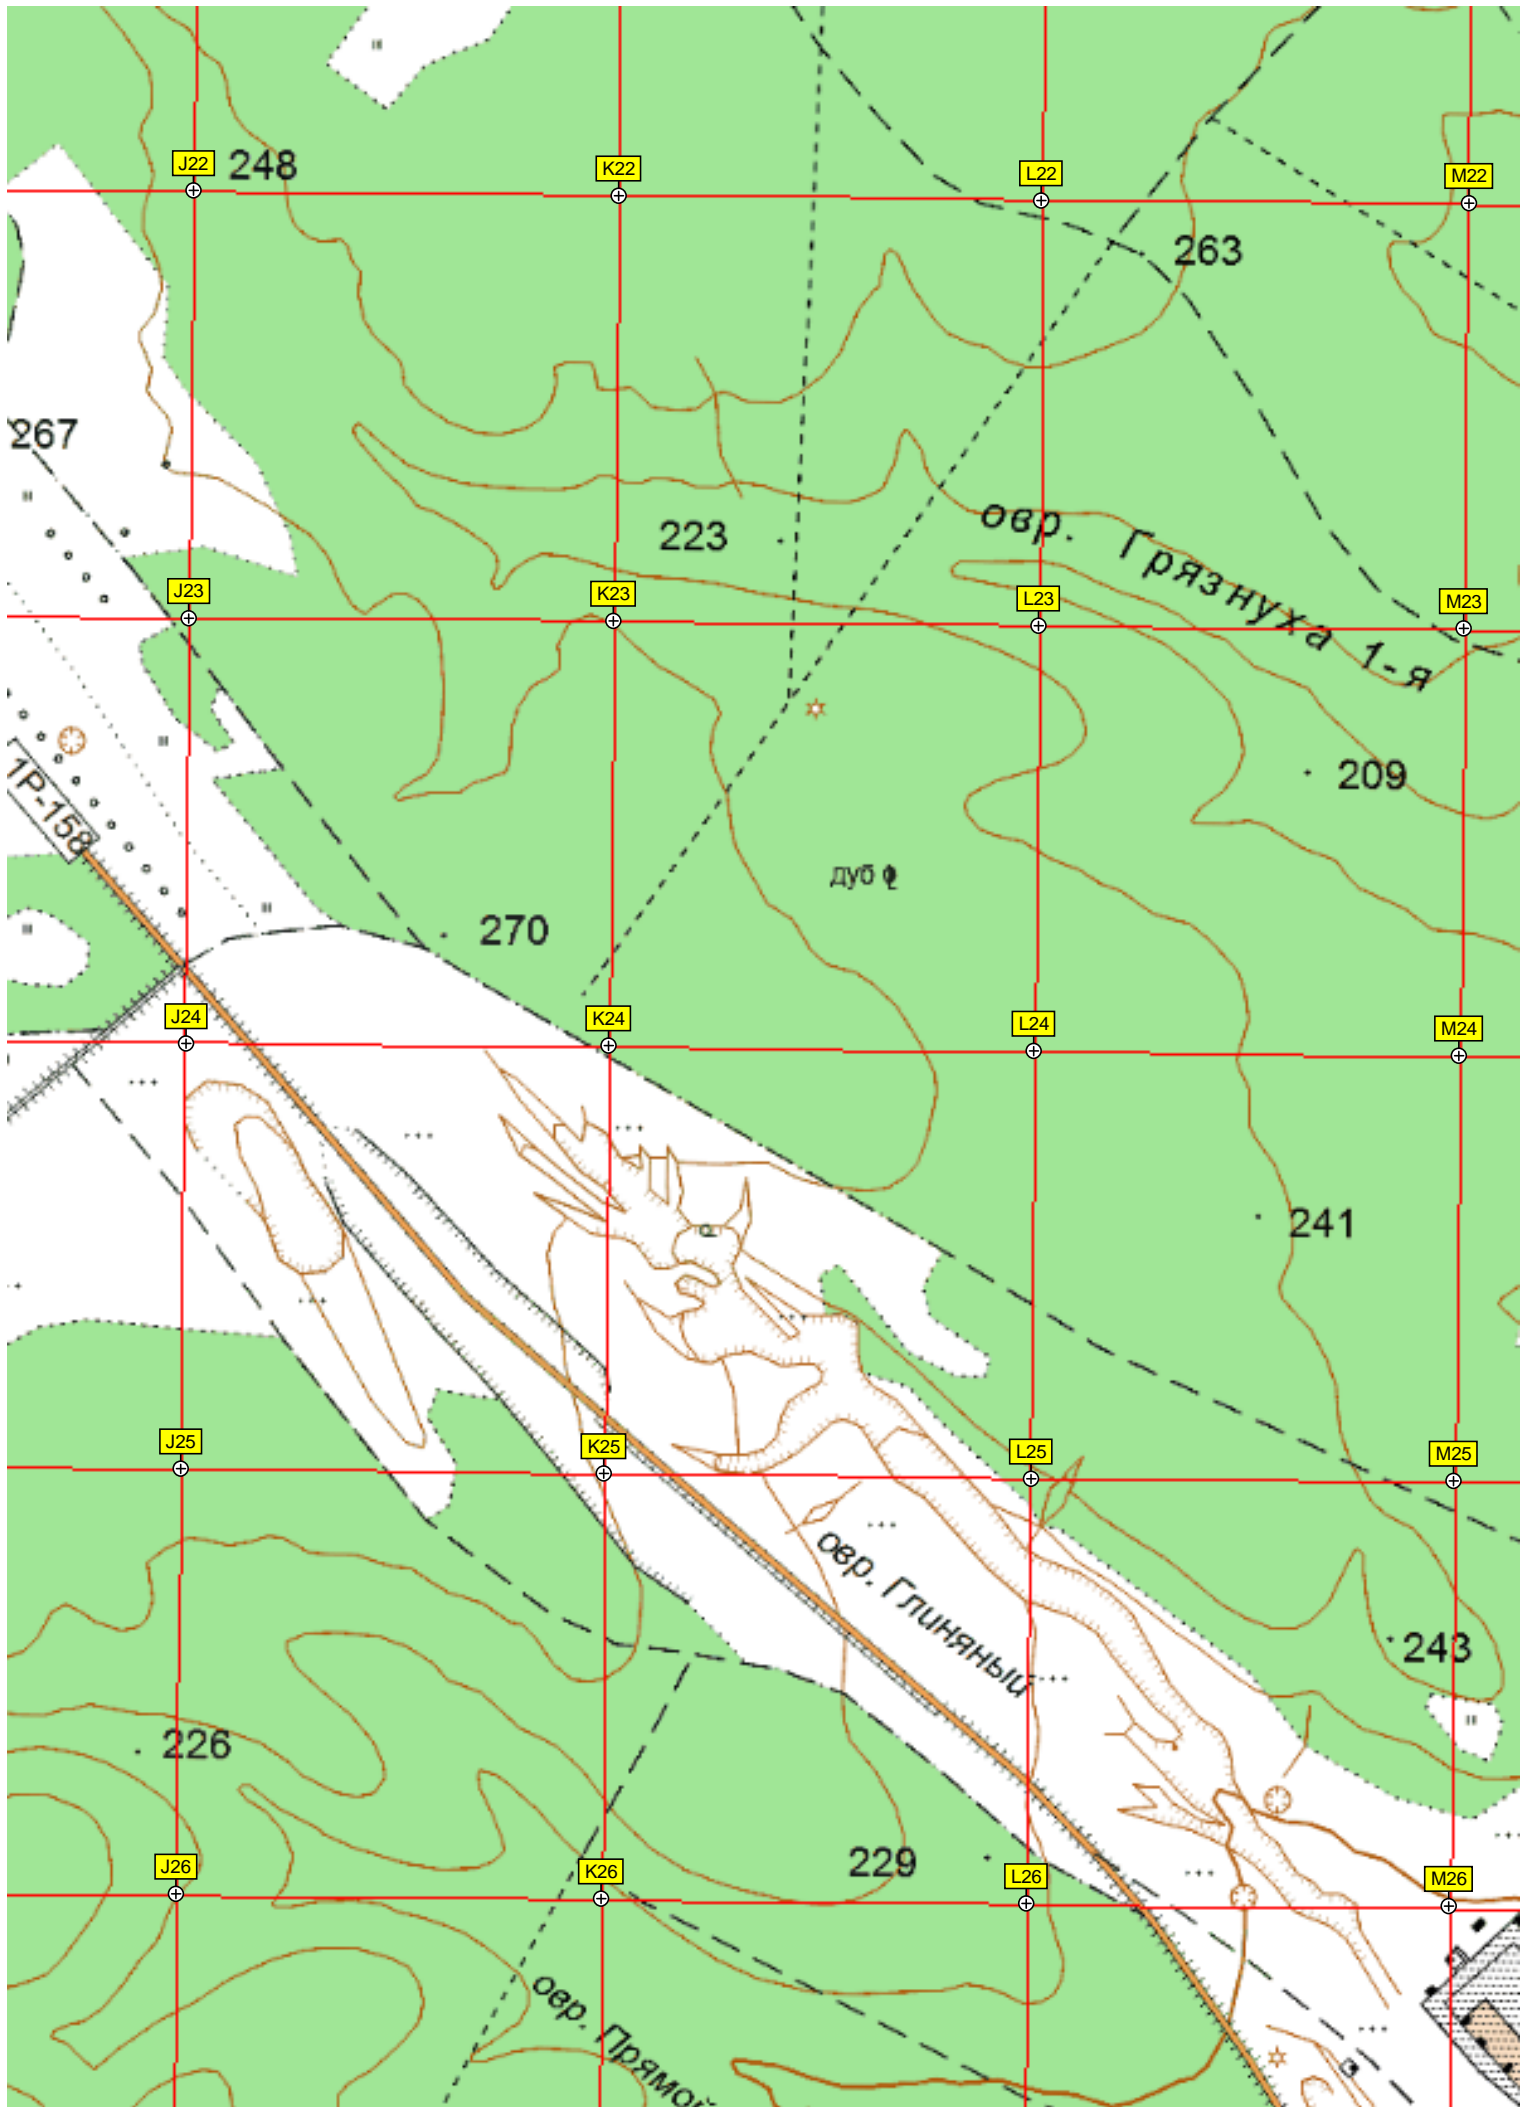 J22
248
K22
L22
M22
263
267
223
овр. Грязнуха 1-я
J23
K23
L23
M23
209
1Р-158
дуб
270
J24
K24
L24
M24
241
J25
K25
L25
M25
овр. Глиняный
243
226
229
J26
K26
L26
M26
овр. Прямой